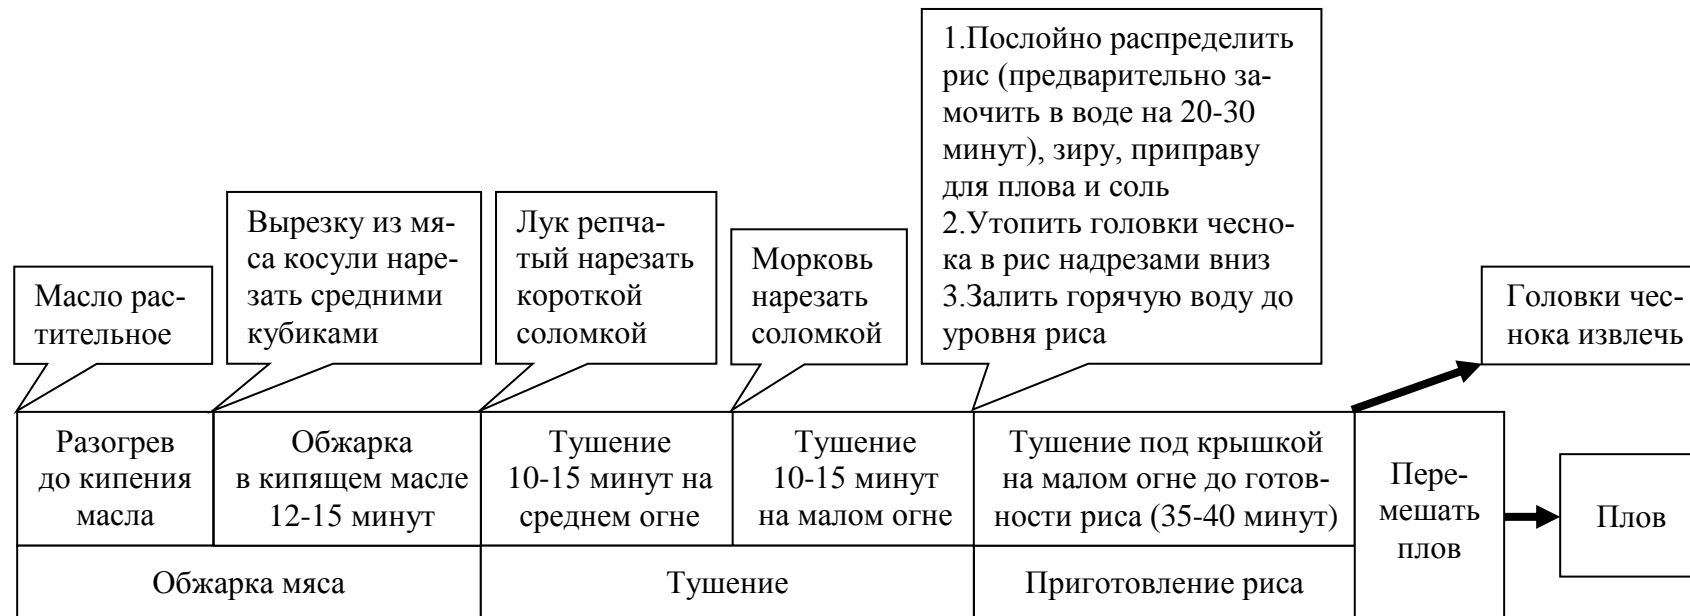 Масло рас-
тительное
Вырезку из мя-
са косули наре-
зать средними
кубиками
Лук репча-
тый нарезать
короткой
соломкой
Морковь
нарезать
соломкой
1.Послойно распределить
рис (предварительно за-
мочить в воде на 20-30
минут), зиру, приправу
для плова и соль
2.Утопить головки чесно-
ка в рис надрезами вниз
3.Залить горячую воду до
уровня риса
Головки чес-
нока извлечь
Разогрев
до кипения
масла
Обжарка
в кипящем масле
12-15 минут
Тушение
10-15 минут на
среднем огне
Тушение
10-15 минут
на малом огне
Тушение под крышкой
на малом огне до готов-
ности риса (35-40 минут)
Пере-
мешать
плов
Плов
Обжарка мяса
Тушение
Приготовление риса